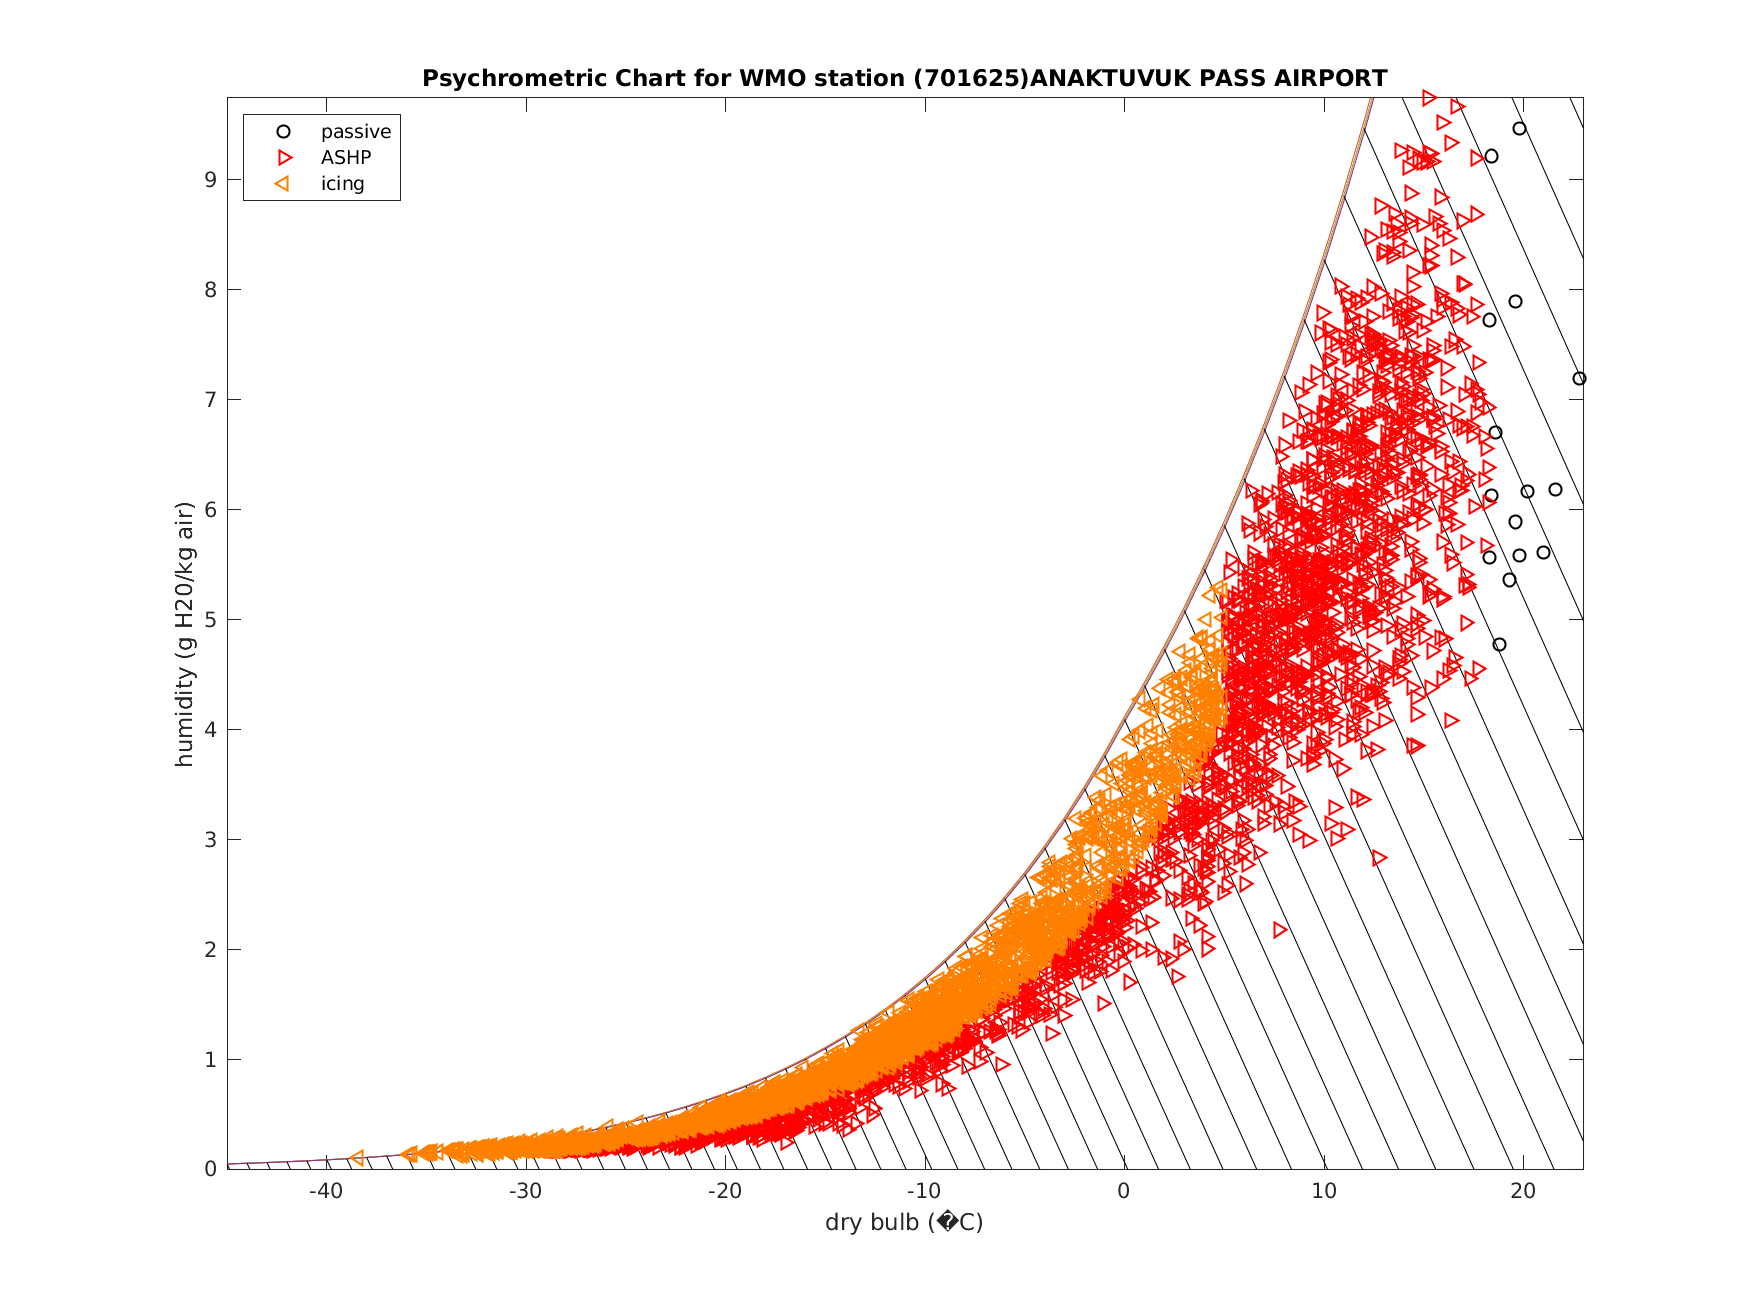 Psychrometric Chart for WMO station (701625)ANAKTUVUK PASS AIRPORT
passive
ASHP
icing
humidity (g H20/kg air)
9
8
7
6
5
4
3
2
1
0
-40 -30 -20 -10 0 10 20
dry bulb (�C)